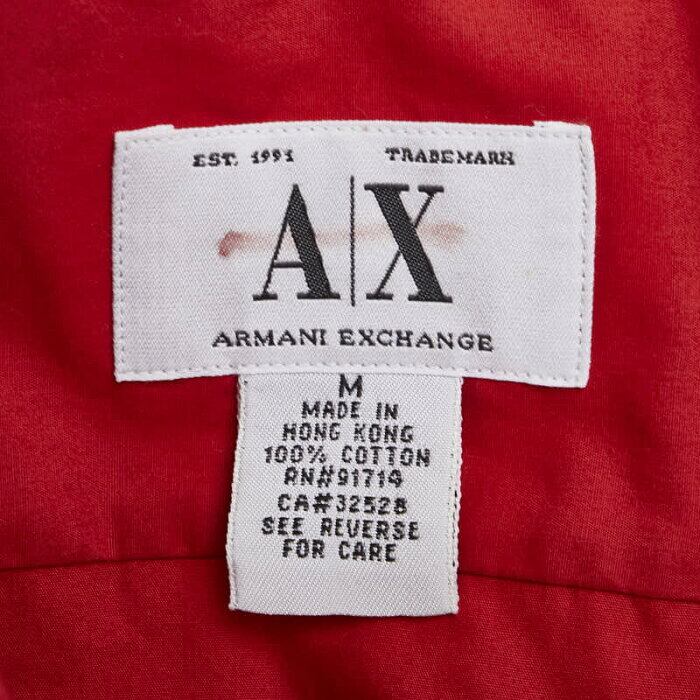 EST. 1991 TRADEMARK
A|X
ARMANI EXCHANGE
M
MADE IN
HONG KONG
100% COTTON
RN#91714
CA#32528
SEE REVERSE
FOR CARE